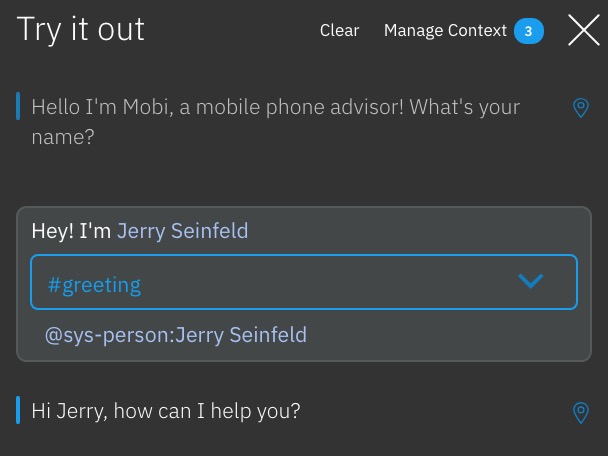 Try it out Clear Manage Context 3
Hello I'm Mobi, a mobile phone advisor! What's your
name?
Hey! I'm Jerry Seinfeld
#greeting
@sys-person:Jerry Seinfeld
Hi Jerry, how can I help you?